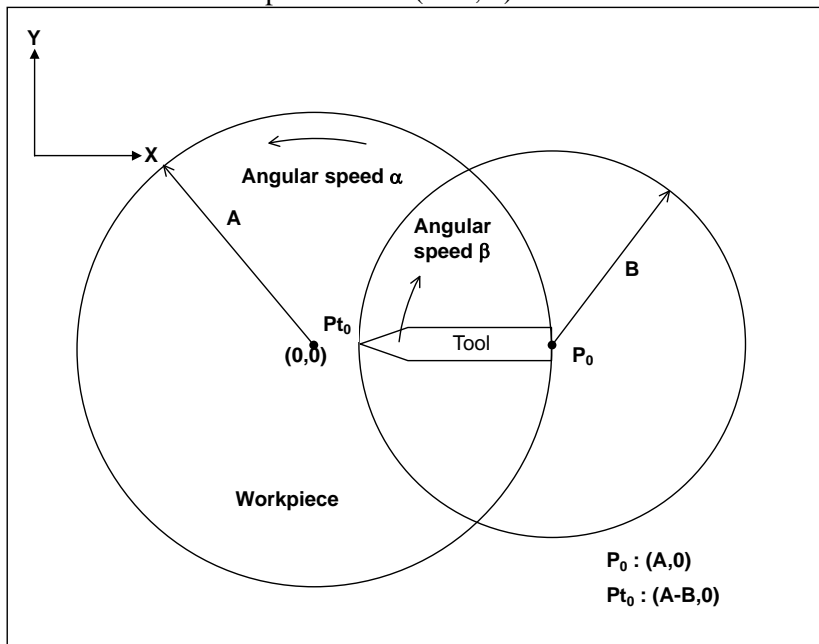 Y
X
Angular speed α
A
Angular
speed β
B
Pt0
(0,0)
Tool
P0
Workpiece
P0 : (A,0)
Pt0 : (A-B,0)